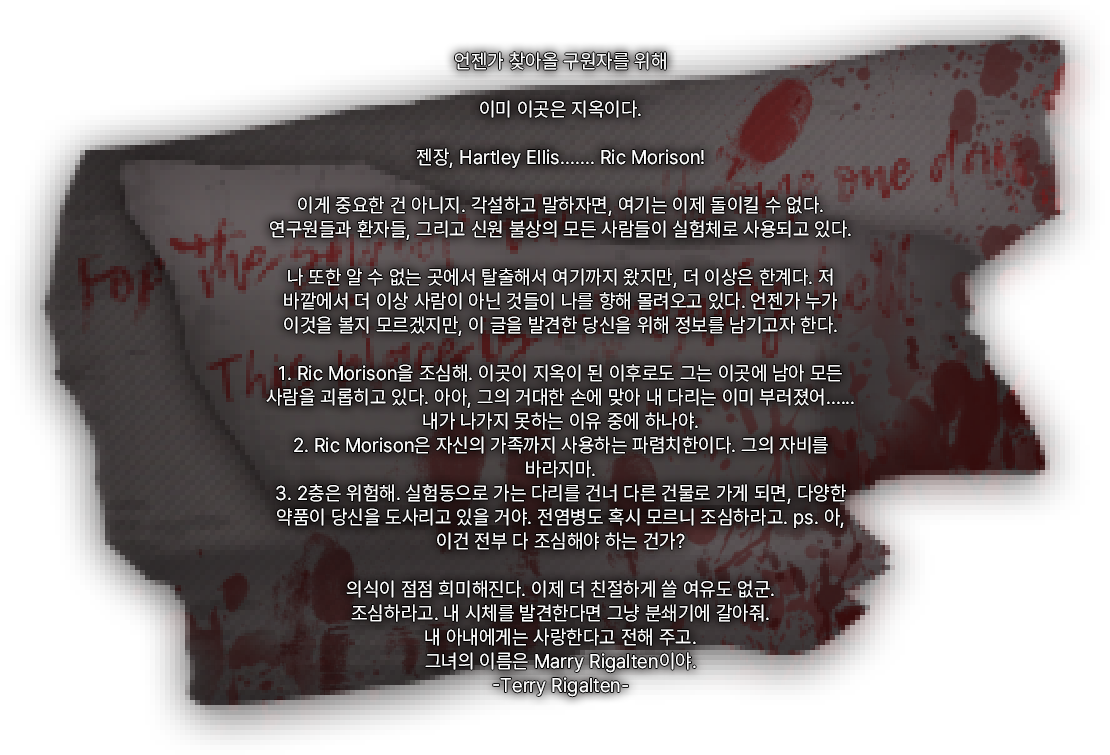 언젠가 찾아올 구원자를 위해
이미 이곳은 지옥이다.
젠장, Hartley Ellis....... Ric Morison!
이게 중요한 건 아니지. 각설하고 말하자면, 여기는 이제 돌이킬 수 없다.
연구원들과 환자들, 그리고 신원 불상의 모든 사람들이 실험체로 사용되고 있다.
나 또한 알 수 없는 곳에서 탈출해서 여기까지 왔지만, 더 이상은 한계다. 저
바깥에서 더 이상 사람이 아닌 것들이 나를 향해 몰려오고 있다. 언젠가 누가
이것을 볼지 모르겠지만, 이 글을 발견한 당신을 위해 정보를 남기고자 한다.
1. Ric Morison을 조심해. 이곳이 지옥이 된 이후로도 그는 이곳에 남아 모든
사람을 괴롭히고 있다. 아아, 그의 거대한 손에 맞아 내 다리는 이미 부러졌어......
내가 나가지 못하는 이유 중에 하나야.
2. Ric Morison은 자신의 가족까지 사용하는 파렴치한이다. 그의 자비를
바라지마.
3. 2층은 위험해. 실험동으로 가는 다리를 건너 다른 건물로 가게 되면, 다양한
약품이 당신을 도사리고 있을 거야. 전염병도 혹시 모르니 조심하라고. ps. 아,
이건 전부 다 조심해야 하는 건가?
의식이 점점 희미해진다. 이제 더 친절하게 쓸 여유도 없군.
조심하라고. 내 시체를 발견한다면 그냥 분쇄기에 갈아줘.
내 아내에게는 사랑한다고 전해 주고.
그녀의 이름은 Marry Rigalten이야.
-Terry Rigalten-
For the
come one day
This place is
hell